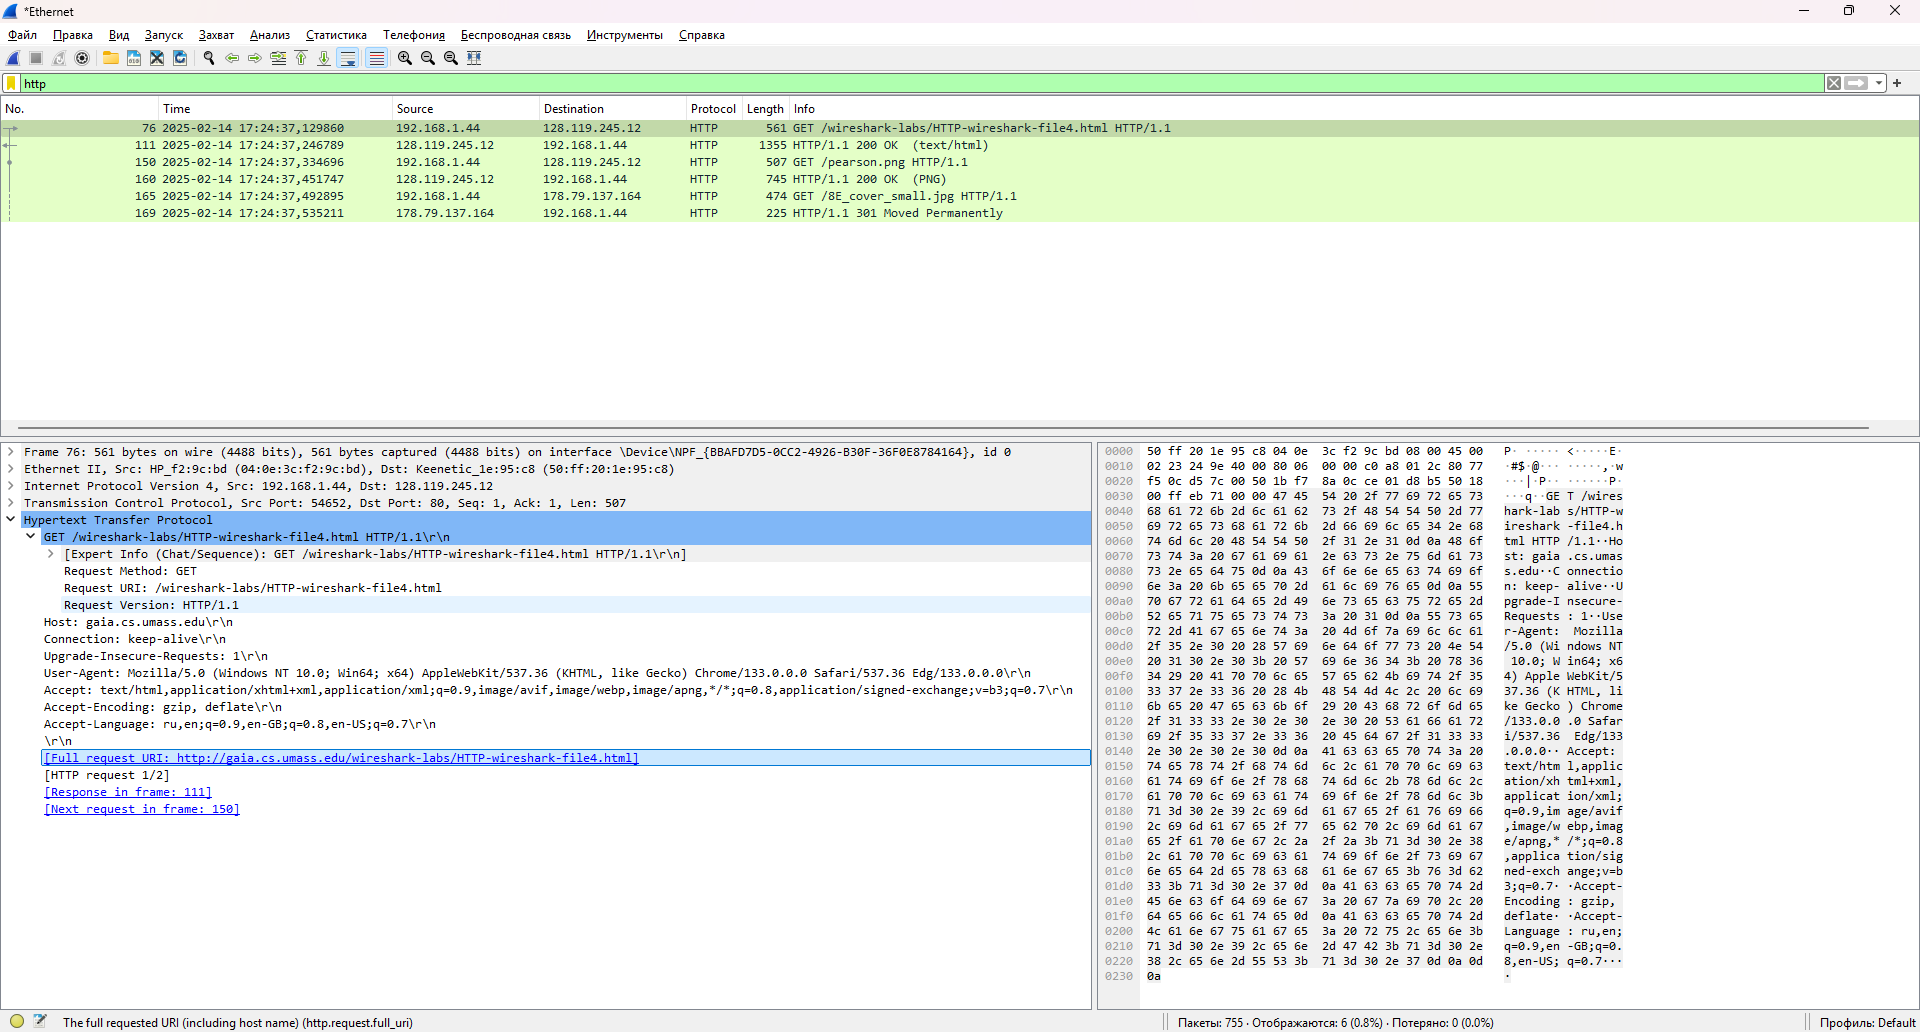 *Ethernet
Файл Правка Вид Запуск Захват Анализ Статистика Телефония Беспроводная связь Инструменты Справка
http
No. Time Source Destination Protocol Length Info
76 2025-02-14 17:24:37,129860 192.168.1.44 128.119.245.12 HTTP 561 GET /wireshark-labs/HTTP-wireshark-file4.html HTTP/1.1
111 2025-02-14 17:24:37,246789 128.119.245.12 192.168.1.44 HTTP 1355 HTTP/1.1 200 OK  (text/html)
150 2025-02-14 17:24:37,334696 192.168.1.44 128.119.245.12 HTTP 507 GET /pearson.png HTTP/1.1
160 2025-02-14 17:24:37,451747 128.119.245.12 192.168.1.44 HTTP 745 HTTP/1.1 200 OK  (PNG)
165 2025-02-14 17:24:37,492895 192.168.1.44 178.79.137.164 HTTP 474 GET /8E_cover_small.jpg HTTP/1.1
169 2025-02-14 17:24:37,535211 178.79.137.164 192.168.1.44 HTTP 225 HTTP/1.1 301 Moved Permanently
Frame 76: 561 bytes on wire (4488 bits), 561 bytes captured (4488 bits) on interface \Device\NPF_{BBAFD7D5-0CC2-4926-B30F-36F0E8784164}, id 0
Ethernet II, Src: HP_f2:9c:bd (04:0e:3c:f2:9c:bd), Dst: Keenetic_1e:95:c8 (50:ff:20:1e:95:c8)
Internet Protocol Version 4, Src: 192.168.1.44, Dst: 128.119.245.12
Transmission Control Protocol, Src Port: 54652, Dst Port: 80, Seq: 1, Ack: 1, Len: 507
Hypertext Transfer Protocol
GET /wireshark-labs/HTTP-wireshark-file4.html HTTP/1.1\r\n
[Expert Info (Chat/Sequence): GET /wireshark-labs/HTTP-wireshark-file4.html HTTP/1.1\r\n]
Request Method: GET
Request URI: /wireshark-labs/HTTP-wireshark-file4.html
Request Version: HTTP/1.1
Host: gaia.cs.umass.edu\r\n
Connection: keep-alive\r\n
Upgrade-Insecure-Requests: 1\r\n
User-Agent: Mozilla/5.0 (Windows NT 10.0; Win64; x64) AppleWebKit/537.36 (KHTML, like Gecko) Chrome/133.0.0.0 Safari/537.36 Edg/133.0.0.0\r\n
Accept: text/html,application/xhtml+xml,application/xml;q=0.9,image/avif,image/webp,image/apng,*/*;q=0.8,application/signed-exchange;v=b3;q=0.7\r\n
Accept-Encoding: gzip, deflate\r\n
Accept-Language: ru,en;q=0.9,en-GB;q=0.8,en-US;q=0.7\r\n
\r\n
[Full request URI: http://gaia.cs.umass.edu/wireshark-labs/HTTP-wireshark-file4.html]
[HTTP request 1/2]
[Response in frame: 111]
[Next request in frame: 150]
0000 50 ff 20 1e 95 c8 04 0e 3c f2 9c bd 08 00 45 00 P· ····· <·····E·
0010 02 23 24 9e 40 00 80 06 00 00 c0 a8 01 2c 80 77 ·#$·@··· ·····,·w
0020 f5 0c d5 7c 00 50 1b f7 8a 0c ce 01 d8 b5 50 18 ···|·P·· ······P·
0030 00 ff eb 71 00 00 47 45 54 20 2f 77 69 72 65 73 ···q··GE T /wires
0040 68 61 72 6b 2d 6c 61 62 73 2f 48 54 54 50 2d 77 hark-lab s/HTTP-w
0050 69 72 65 73 68 61 72 6b 2d 66 69 6c 65 34 2e 68 ireshark -file4.h
0060 74 6d 6c 20 48 54 54 50 2f 31 2e 31 0d 0a 48 6f tml HTTP /1.1··Ho
0070 73 74 3a 20 67 61 69 61 2e 63 73 2e 75 6d 61 73 st: gaia .cs.umas
0080 73 2e 65 64 75 0d 0a 43 6f 6e 6e 65 63 74 69 6f s.edu··C onnectio
0090 6e 3a 20 6b 65 65 70 2d 61 6c 69 76 65 0d 0a 55 n: keep- alive··U
00a0 70 67 72 61 64 65 2d 49 6e 73 65 63 75 72 65 2d pgrade-I nsecure-
00b0 52 65 71 75 65 73 74 73 3a 20 31 0d 0a 55 73 65 Requests : 1··Use
00c0 72 2d 41 67 65 6e 74 3a 20 4d 6f 7a 69 6c 6c 61 r-Agent:  Mozilla
00d0 2f 35 2e 30 20 28 57 69 6e 64 6f 77 73 20 4e 54 /5.0 (Wi ndows NT
00e0 20 31 30 2e 30 3b 20 57 69 6e 36 34 3b 20 78 36  10.0; W in64; x6
00f0 34 29 20 41 70 70 6c 65 57 65 62 4b 69 74 2f 35 4) Apple WebKit/5
0100 33 37 2e 33 36 20 28 4b 48 54 4d 4c 2c 20 6c 69 37.36 (K HTML, li
0110 6b 65 20 47 65 63 6b 6f 29 20 43 68 72 6f 6d 65 ke Gecko ) Chrome
0120 2f 31 33 33 2e 30 2e 30 2e 30 20 53 61 66 61 72 /133.0.0 .0 Safar
0130 69 2f 35 33 37 2e 33 36 20 45 64 67 2f 31 33 33 i/537.36  Edg/133
0140 2e 30 2e 30 2e 30 0d 0a 41 63 63 65 70 74 3a 20 .0.0.0·· Accept:
0150 74 65 78 74 2f 68 74 6d 6c 2c 61 70 70 6c 69 63 text/htm l,applic
0160 61 74 69 6f 6e 2f 78 68 74 6d 6c 2b 78 6d 6c 2c ation/xh tml+xml,
0170 61 70 70 6c 69 63 61 74 69 6f 6e 2f 78 6d 6c 3b applicat ion/xml;
0180 71 3d 30 2e 39 2c 69 6d 61 67 65 2f 61 76 69 66 q=0.9,im age/avif
0190 2c 69 6d 61 67 65 2f 77 65 62 70 2c 69 6d 61 67 ,image/w ebp,imag
01a0 65 2f 61 70 6e 67 2c 2a 2f 2a 3b 71 3d 30 2e 38 e/apng,* /*;q=0.8
01b0 2c 61 70 70 6c 69 63 61 74 69 6f 6e 2f 73 69 67 ,applica tion/sig
01c0 6e 65 64 2d 65 78 63 68 61 6e 67 65 3b 76 3d 62 ned-exch ange;v=b
01d0 33 3b 71 3d 30 2e 37 0d 0a 41 63 63 65 70 74 2d 3;q=0.7· ·Accept-
01e0 45 6e 63 6f 64 69 6e 67 3a 20 67 7a 69 70 2c 20 Encoding : gzip,
01f0 64 65 66 6c 61 74 65 0d 0a 41 63 63 65 70 74 2d deflate· ·Accept-
0200 4c 61 6e 67 75 61 67 65 3a 20 72 75 2c 65 6e 3b Language : ru,en;
0210 71 3d 30 2e 39 2c 65 6e 2d 47 42 3b 71 3d 30 2e q=0.9,en -GB;q=0.
0220 38 2c 65 6e 2d 55 53 3b 71 3d 30 2e 37 0d 0a 0d 8,en-US; q=0.7···
0230 0a ·
The full requested URI (including host name) (http.request.full_uri)
Пакеты: 755 · Отображаются: 6 (0.8%) · Потеряно: 0 (0.0%)
Профиль: Default